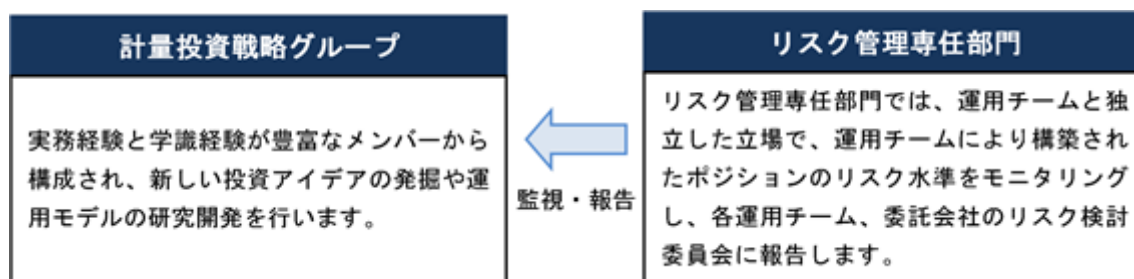 計量投資戦略グループ
実務経験と学識経験が豊富なメンバーから
構成され、新しい投資アイデアの発掘や運
用モデルの研究開発を行います。
監視・報告
リスク管理専任部門
リスク管理専任部門では、運用チームと独
立した立場で、運用チームにより構築され
たポジションのリスク水準をモニタリング
し、各運用チーム、委託会社のリスク検討
委員会に報告します。